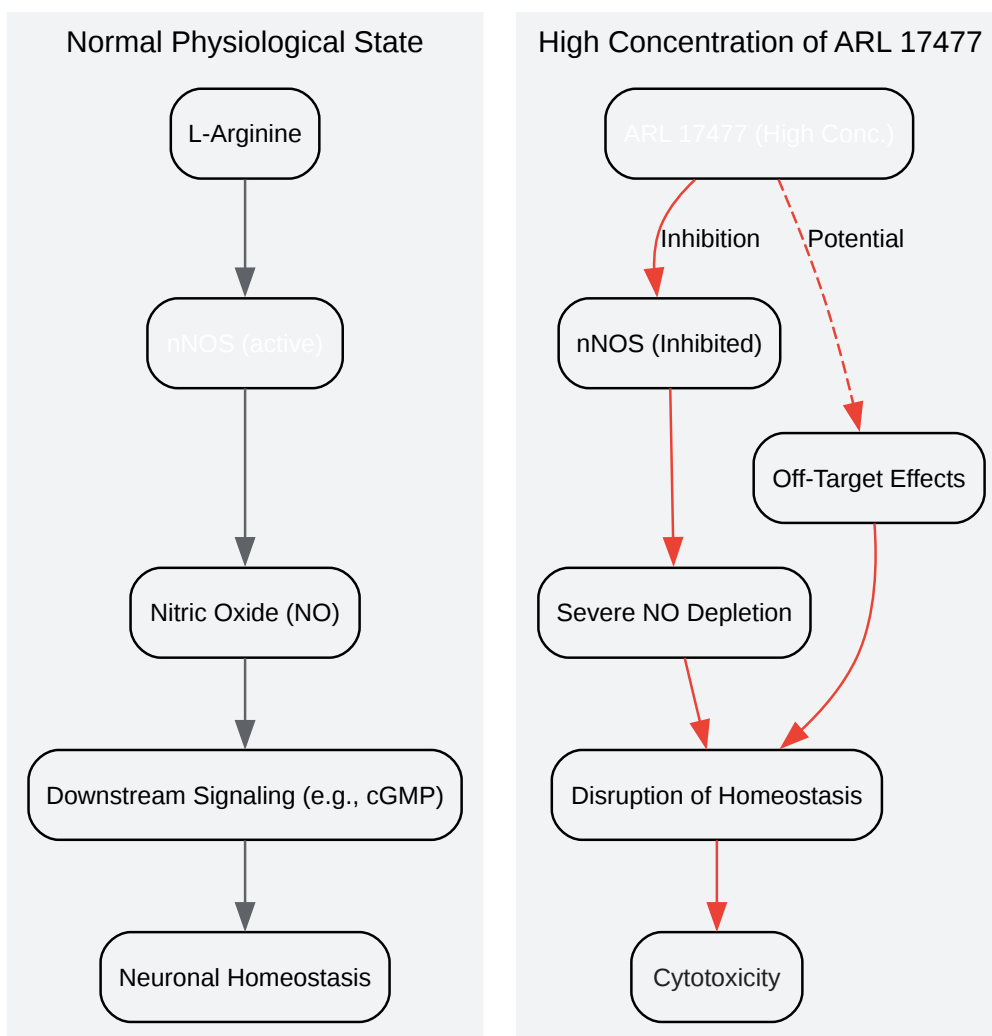 Normal Physiological State
L-Arginine
nNOS (active)
Nitric Oxide (NO)
Downstream Signaling (e.g., cGMP)
Neuronal Homeostasis
High Concentration of ARL 17477
ARL 17477 (High Conc.)
Inhibition
Potential
nNOS (Inhibited)
Off-Target Effects
Severe NO Depletion
Disruption of Homeostasis
Cytotoxicity